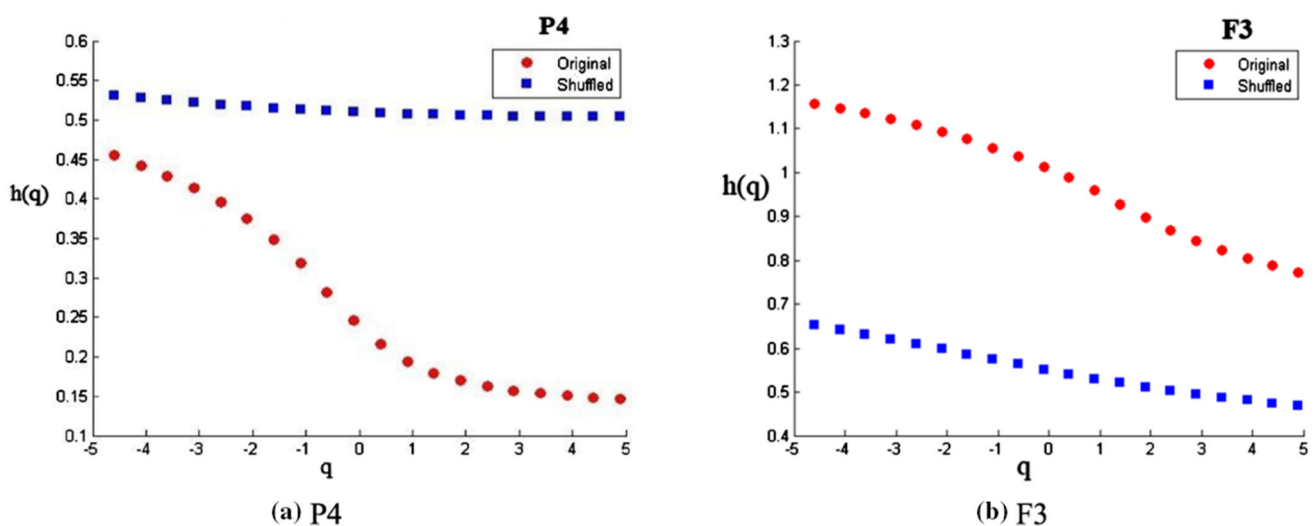 P4
Original
Shuffled
0.6
0.55
0.5
0.45
0.4
h(q)
0.35
0.3
0.25
0.2
0.15
0.1
-5 -4 -3 -2 -1 0 1 2 3 4 5
q
(a) P4
F3
Original
Shuffled
1.3
1.2
1.1
1
h(q)
0.9
0.8
0.7
0.6
0.5
0.4
-5 -4 -3 -2 -1 0 1 2 3 4 5
q
(b) F3